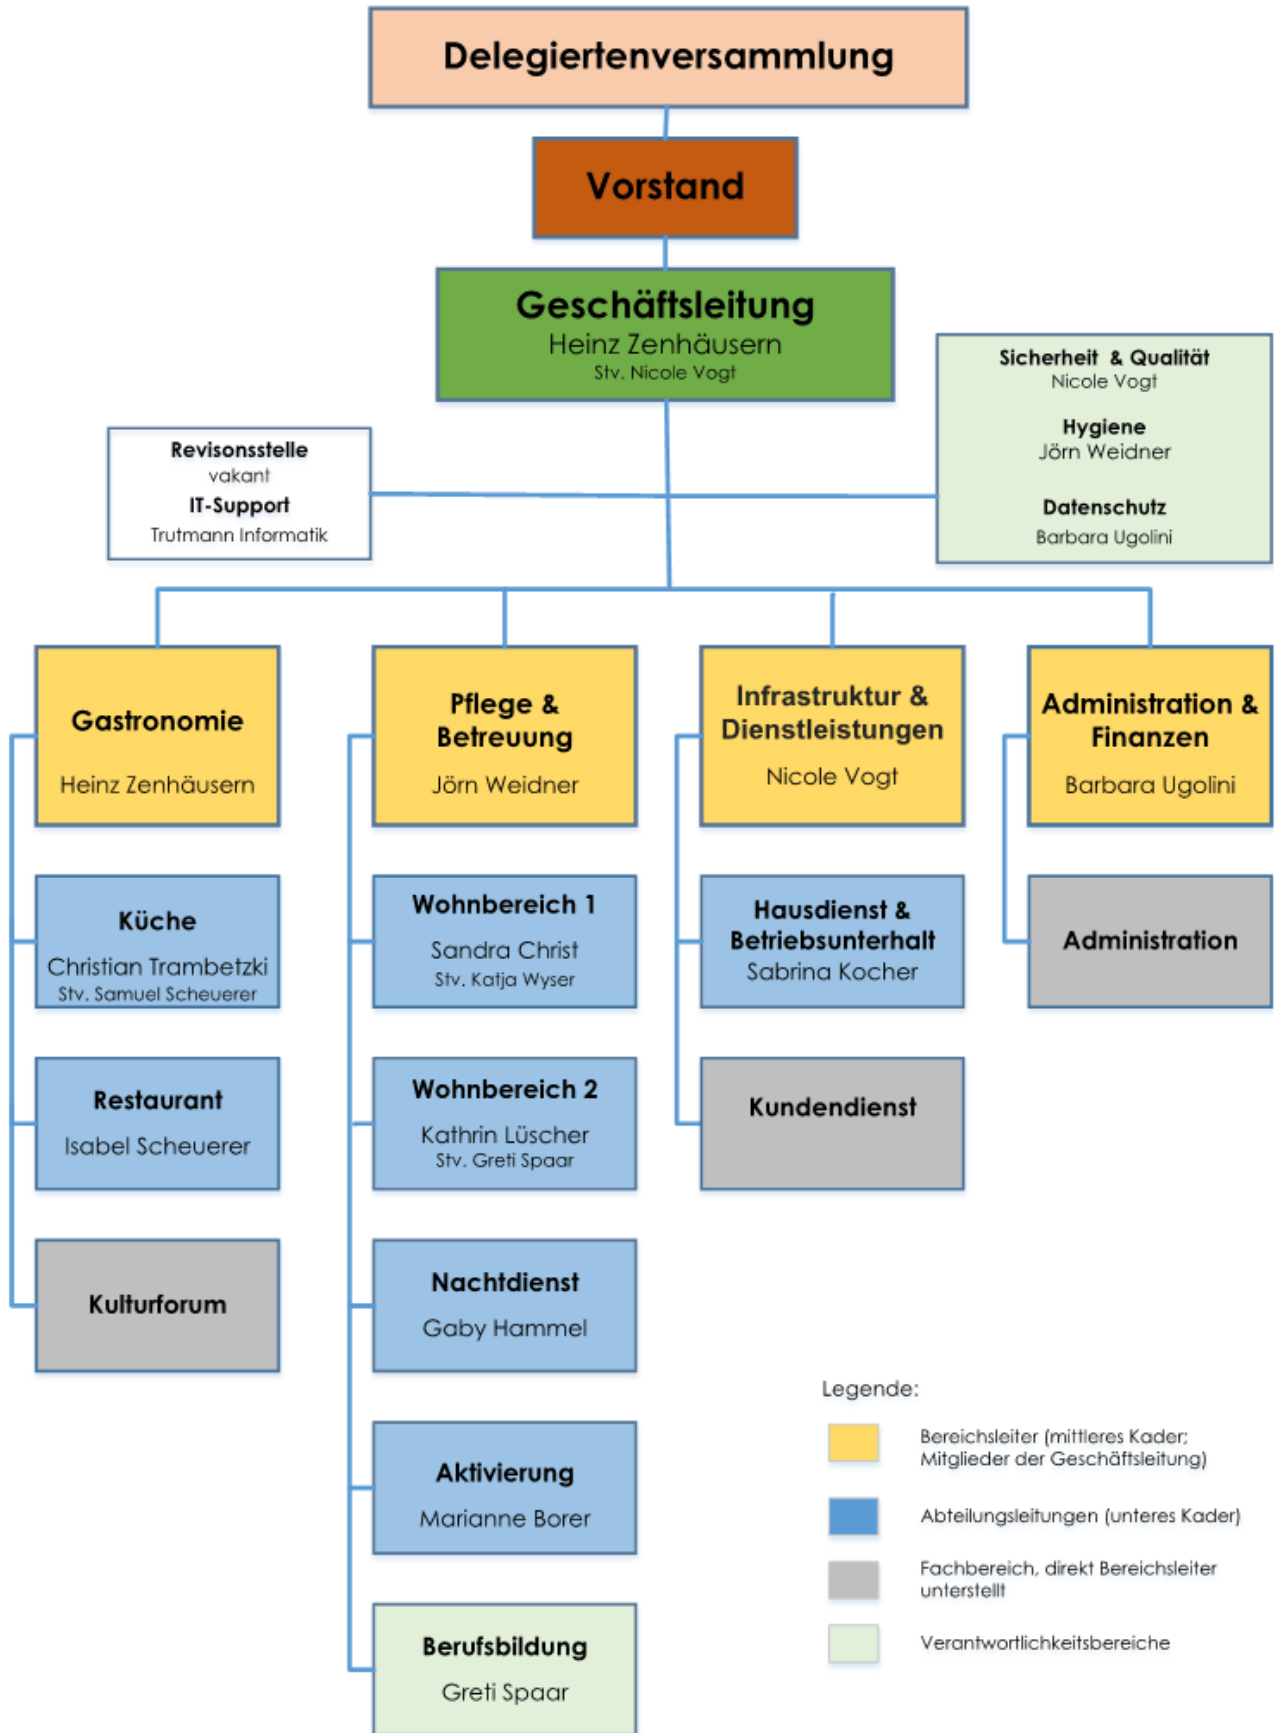 Delegiertenversammlung
Vorstand
Geschäftsleitung
Heinz Zenhäusern
Stv. Nicole Vogt
Sicherheit & Qualität
Nicole Vogt
Hygiene
Jörn Weidner
Datenschutz
Barbara Ugolini
Revisonsstelle
vakant
IT-Support
Trutmann Informatik
Gastronomie
Heinz Zenhäusern
Küche
Christian Trambetzki
Stv. Samuel Scheuerer
Restaurant
Isabel Scheuerer
Kulturforum
Pflege &
Betreuung
Jörn Weidner
Wohnbereich 1
Sandra Christ
Stv. Katja Wyser
Wohnbereich 2
Kathrin Lüscher
Stv. Greti Spaar
Nachtdienst
Gaby Hammel
Aktivierung
Marianne Borer
Berufsbildung
Greti Spaar
Infrastruktur &
Dienstleistungen
Nicole Vogt
Hausdienst &
Betriebsunterhalt
Sabrina Kocher
Kundendienst
Administration &
Finanzen
Barbara Ugolini
Administration
Legende:
Bereichsleiter (mittleres Kader;
Mitglieder der Geschäftsleitung)
Abteilungsleitungen (unteres Kader)
Fachbereich, direkt Bereichsleiter
unterstellt
Verantwortlichkeitsbereiche